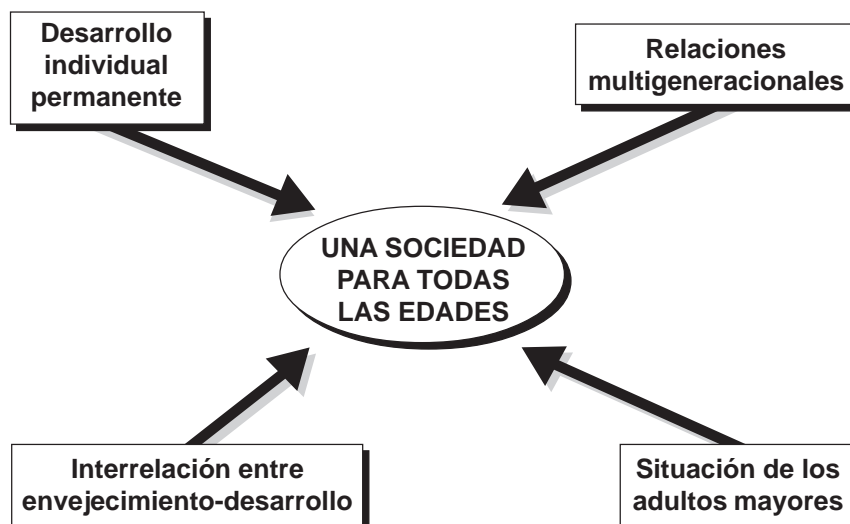 Desarrollo
individual
permanente
Relaciones
multigeneracionales
UNA SOCIEDAD
PARA TODAS
LAS EDADES
Interrelación entre
envejecimiento-desarrollo
Situación de los
adultos mayores